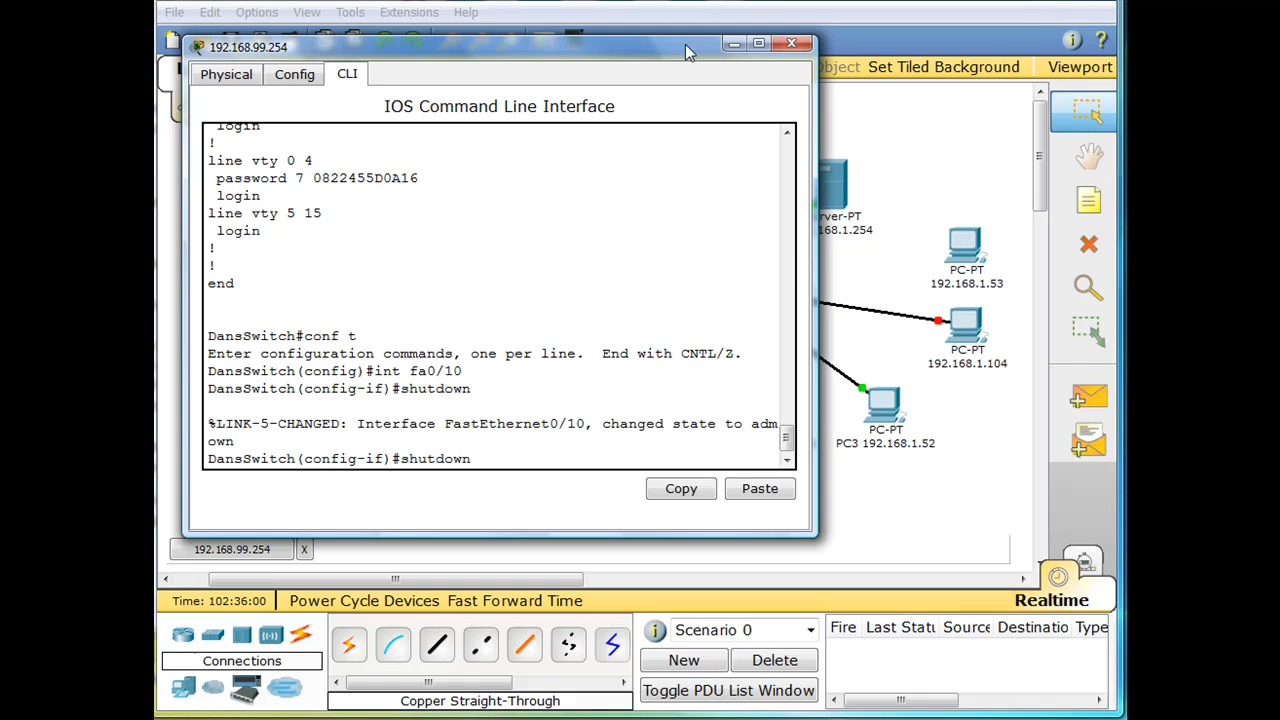 File Edit Options View Tools Extensions Help
192.168.99.254
Object Set Tiled Background Viewport
Physical Config CLI
IOS Command Line Interface
login
!
line vty 0 4
password 7 0822455D0A16
login
line vty 5 15
login
!
!
end
DansSwitch#conf t
Enter configuration commands, one per line. End with CNTL/Z.
DansSwitch(config)#int fa0/10
DansSwitch(config-if)#shutdown
%LINK-5-CHANGED: Interface FastEthernet0/10, changed state to adm
own
DansSwitch(config-if)#shutdown
Copy Paste
rver-PT
168.1.254
PC-PT
192.168.1.53
PC-PT
192.168.1.104
PC-PT
PC3 192.168.1.52
192.168.99.254 X
Time: 102:36:00 Power Cycle Devices Fast Forward Time
Realtime
Connections
Copper Straight-Through
Scenario 0
New Delete
Toggle PDU List Window
Fire Last Statu Source Destinatio Type